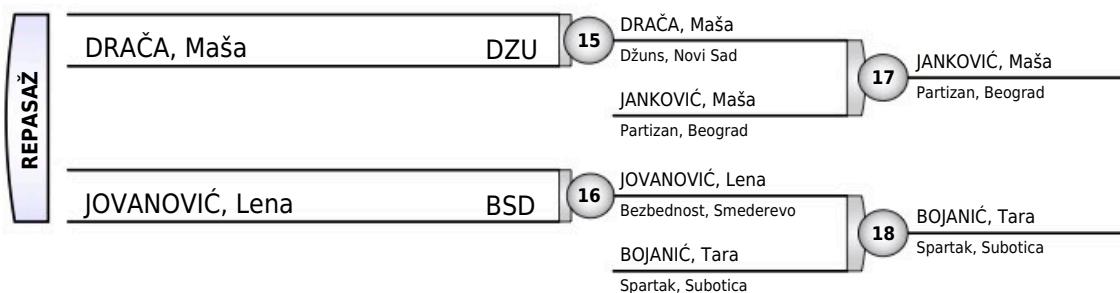 REPASAŽ
DRAČA, Maša DZU
15
DRAČA, Maša
Džuns, Novi Sad
JANKOVIĆ, Maša
Partizan, Beograd
17
JANKOVIĆ, Maša
Partizan, Beograd
JOVANOVIĆ, Lena BSD
16
JOVANOVIĆ, Lena
Bezbednost, Smederevo
BOJANIĆ, Tara
Spartak, Subotica
18
BOJANIĆ, Tara
Spartak, Subotica